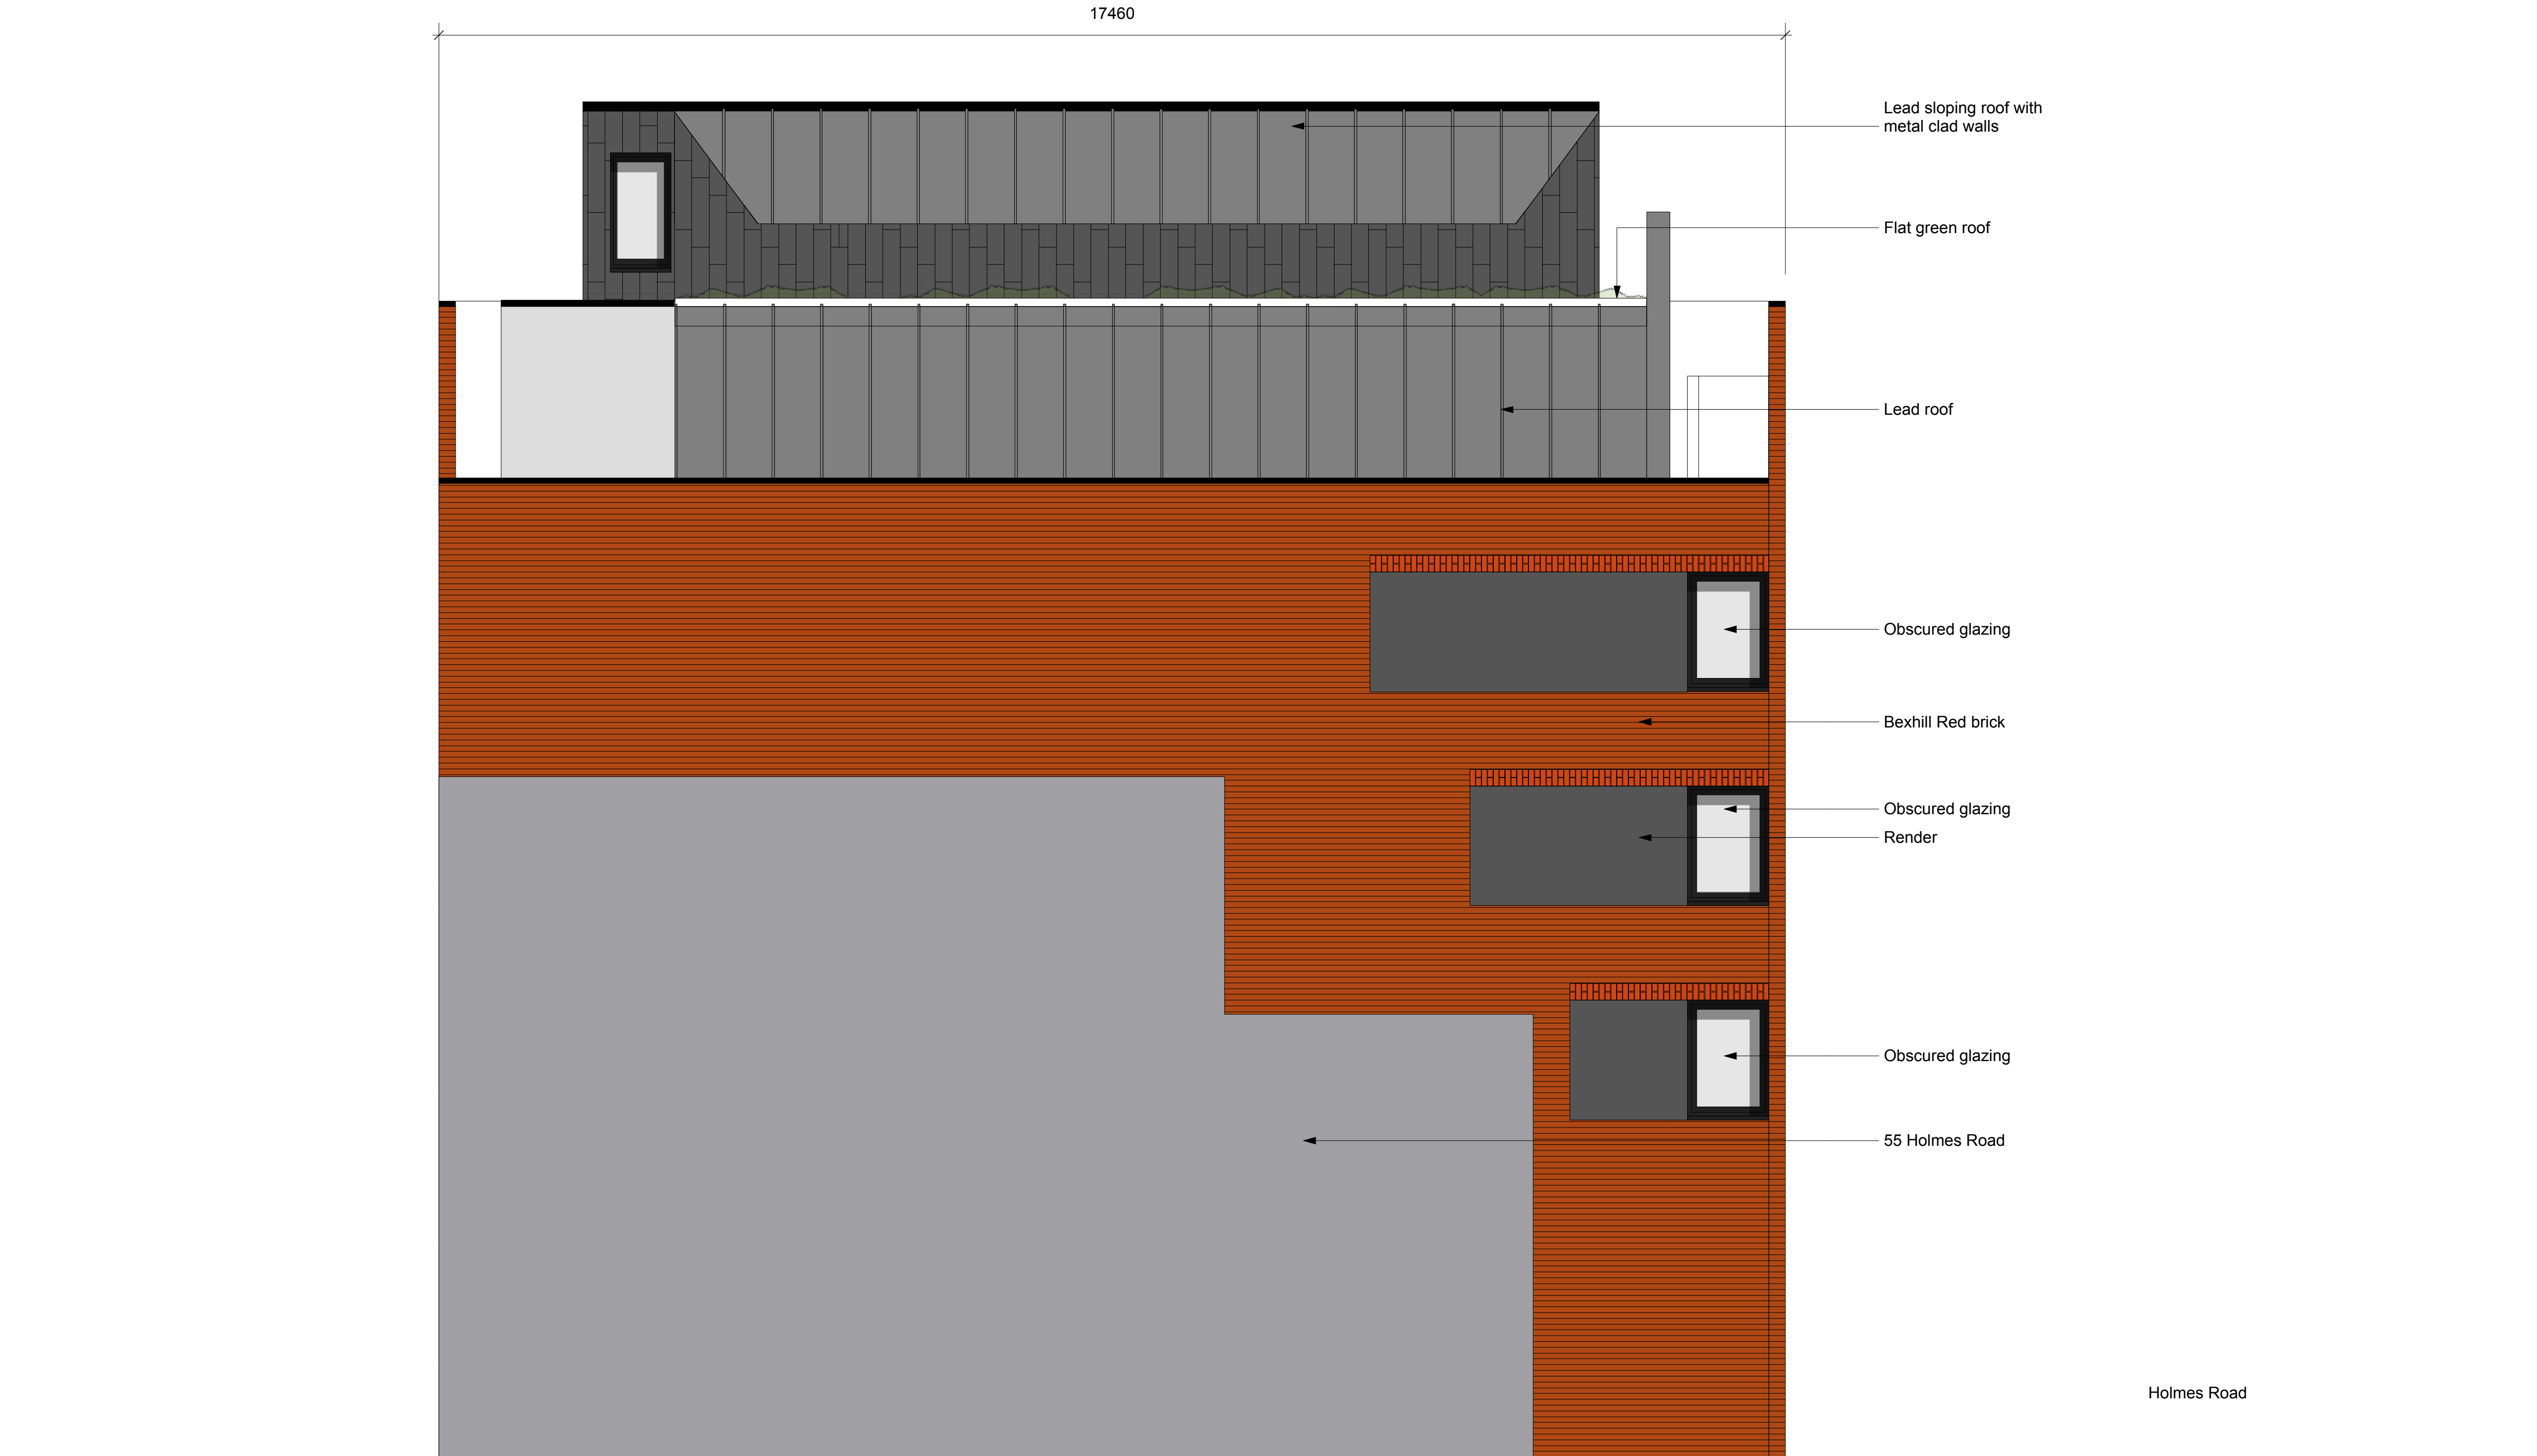 17460
Lead sloping roof with
metal clad walls
Flat green roof
Lead roof
Obscured glazing
Bexhill Red brick
Obscured glazing
Render
Obscured glazing
55 Holmes Road
Holmes Road